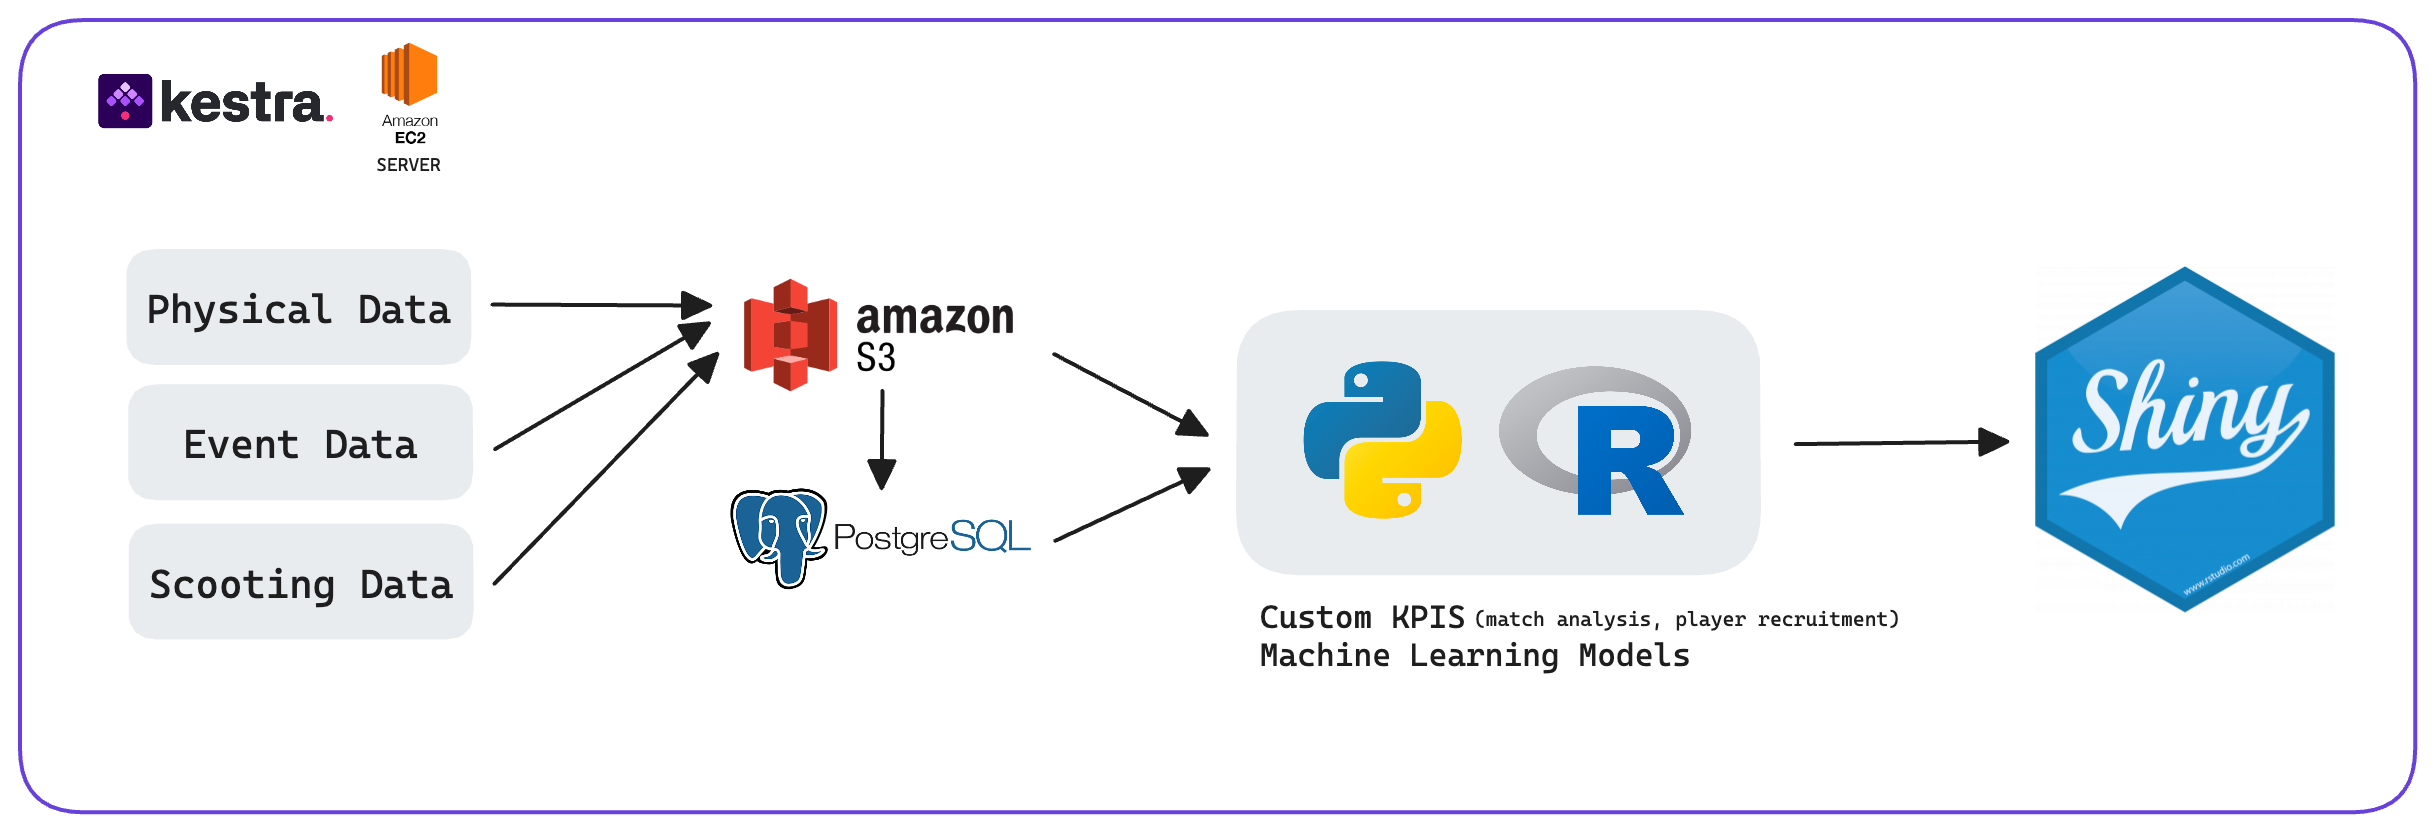 kestra.
Amazon
EC2
SERVER
Physical Data
Event Data
Scooting Data
amazon
S3
PostgreSQL
R
Custom KPIS (match analysis, player recruitment)
Machine Learning Models
Shiny
www.rstudio.com